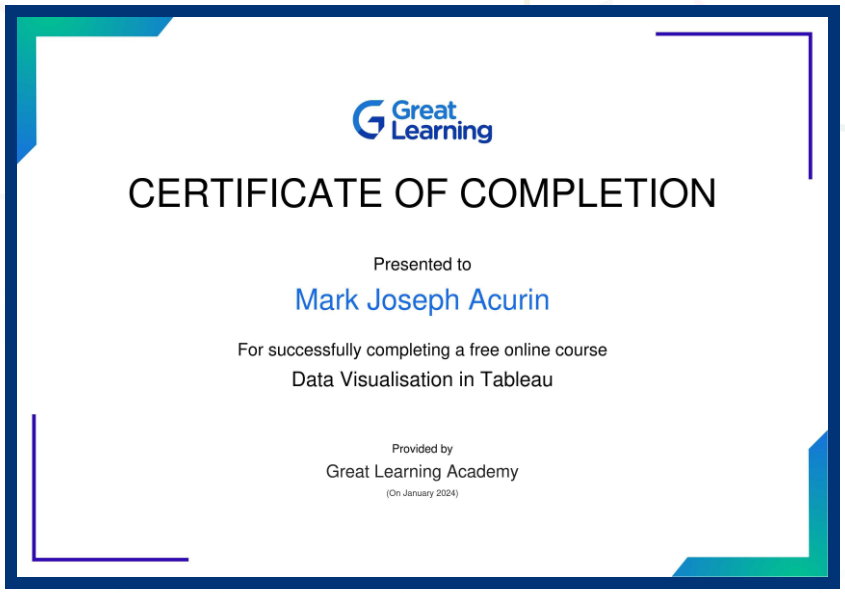 Great
Learning
CERTIFICATE OF COMPLETION
Presented to
Mark Joseph Acurin
For successfully completing a free online course
Data Visualisation in Tableau
Provided by
Great Learning Academy
(On January 2024)